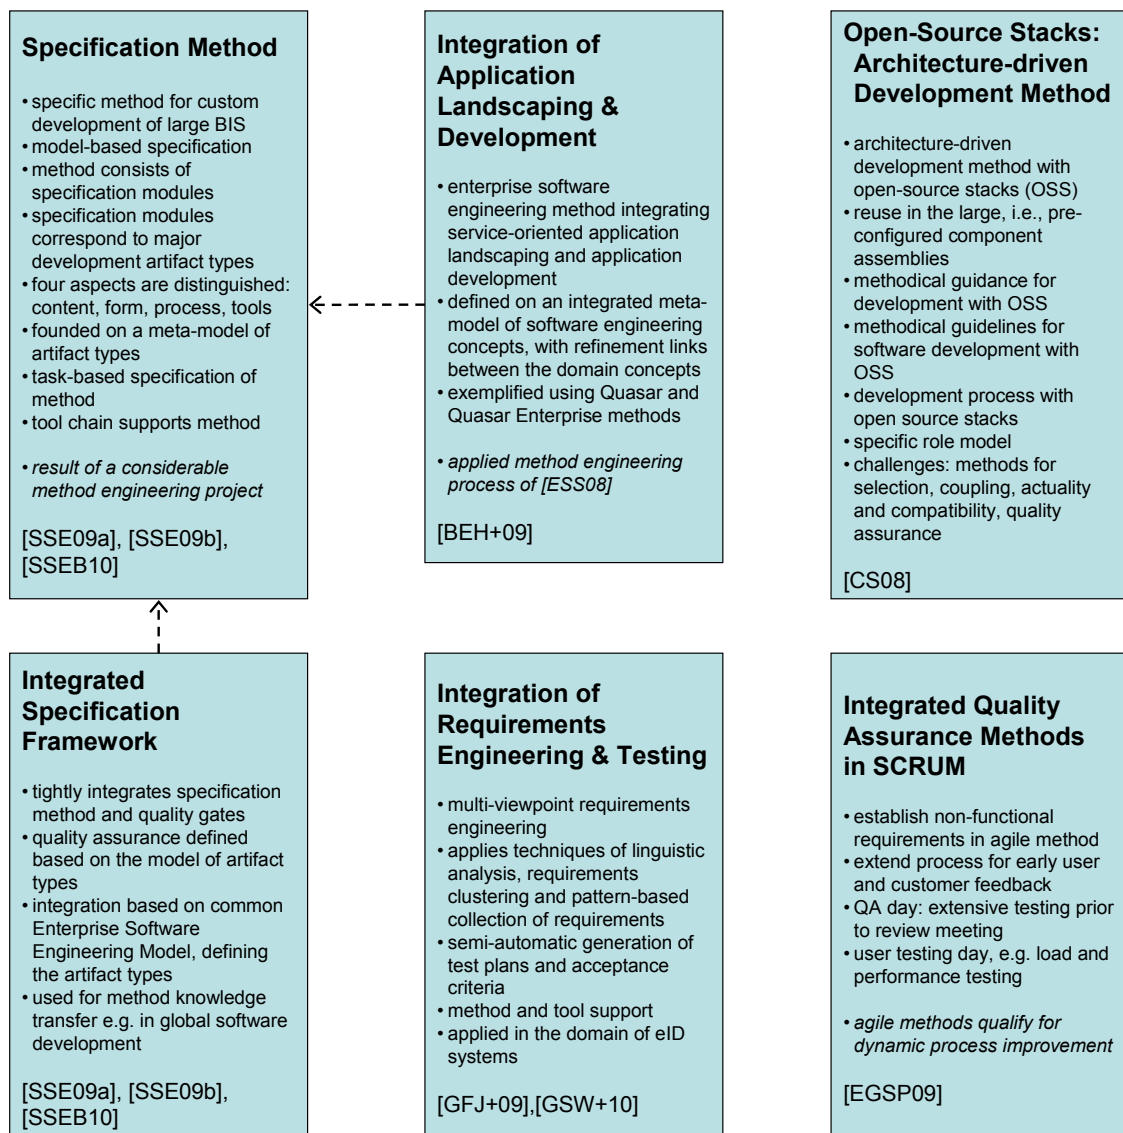 Specification Method
• specific method for custom
development of large BIS
• model-based specification
• method consists of
specification modules
• specification modules
correspond to major
development artifact types
• four aspects are distinguished:
content, form, process, tools
• founded on a meta-model of
artifact types
• task-based specification of
method
• tool chain supports method
• result of a considerable
method engineering project
[SSE09a], [SSE09b],
[SSEB10]
Integration of
Application
Landscaping &
Development
• enterprise software
engineering method integrating
service-oriented application
landscaping and application
development
• defined on an integrated meta-
model of software engineering
concepts, with refinement links
between the domain concepts
• exemplified using Quasar and
Quasar Enterprise methods
• applied method engineering
process of [ESS08]
[BEH+09]
Open-Source Stacks:
Architecture-driven
Development Method
• architecture-driven
development method with
open-source stacks (OSS)
• reuse in the large, i.e., pre-
configured component
assemblies
• methodical guidance for
development with OSS
• methodical guidelines for
software development with
OSS
• development process with
open source stacks
• specific role model
• challenges: methods for
selection, coupling, actuality
and compatibility, quality
assurance
[CS08]
Integrated
Specification
Framework
• tightly integrates specification
method and quality gates
• quality assurance defined
based on the model of artifact
types
• integration based on common
Enterprise Software
Engineering Model, defining
the artifact types
• used for method knowledge
transfer e.g. in global software
development
[SSE09a], [SSE09b],
[SSEB10]
Integration of
Requirements
Engineering & Testing
• multi-viewpoint requirements
engineering
• applies techniques of linguistic
analysis, requirements
clustering and pattern-based
collection of requirements
• semi-automatic generation of
test plans and acceptance
criteria
• method and tool support
• applied in the domain of eID
systems
[GFJ+09],[GSW+10]
Integrated Quality
Assurance Methods
in SCRUM
• establish non-functional
requirements in agile method
• extend process for early user
and customer feedback
• QA day: extensive testing prior
to review meeting
• user testing day, e.g. load and
performance testing
• agile methods qualify for
dynamic process improvement
[EGSP09]